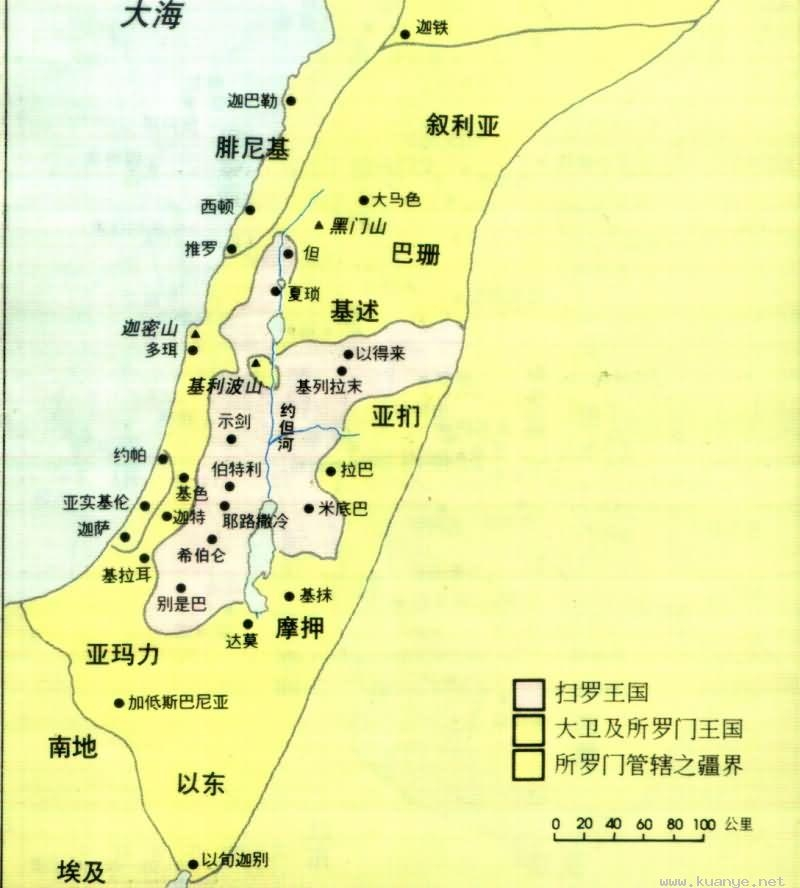 大海
迦铁
迦巴勒
叙利亚
腓尼基
大马色
西顿
黑门山
推罗
但
巴珊
夏琐
基述
迦密山
多珥
以得来
基利波山
基列拉末
约但河
示剑
亚扪
约帕
伯特利
拉巴
基色
亚实基伦
迦特
耶路撒冷
米底巴
迦萨
希伯仑
基拉耳
别是巴
基抹
达莫
摩押
亚玛力
加低斯巴尼亚
扫罗王国
大卫及所罗门王国
南地
所罗门管辖之疆界
以东
0 20 40 60 80 100 公里
以旬迦别
埃及
www.kuanye.net